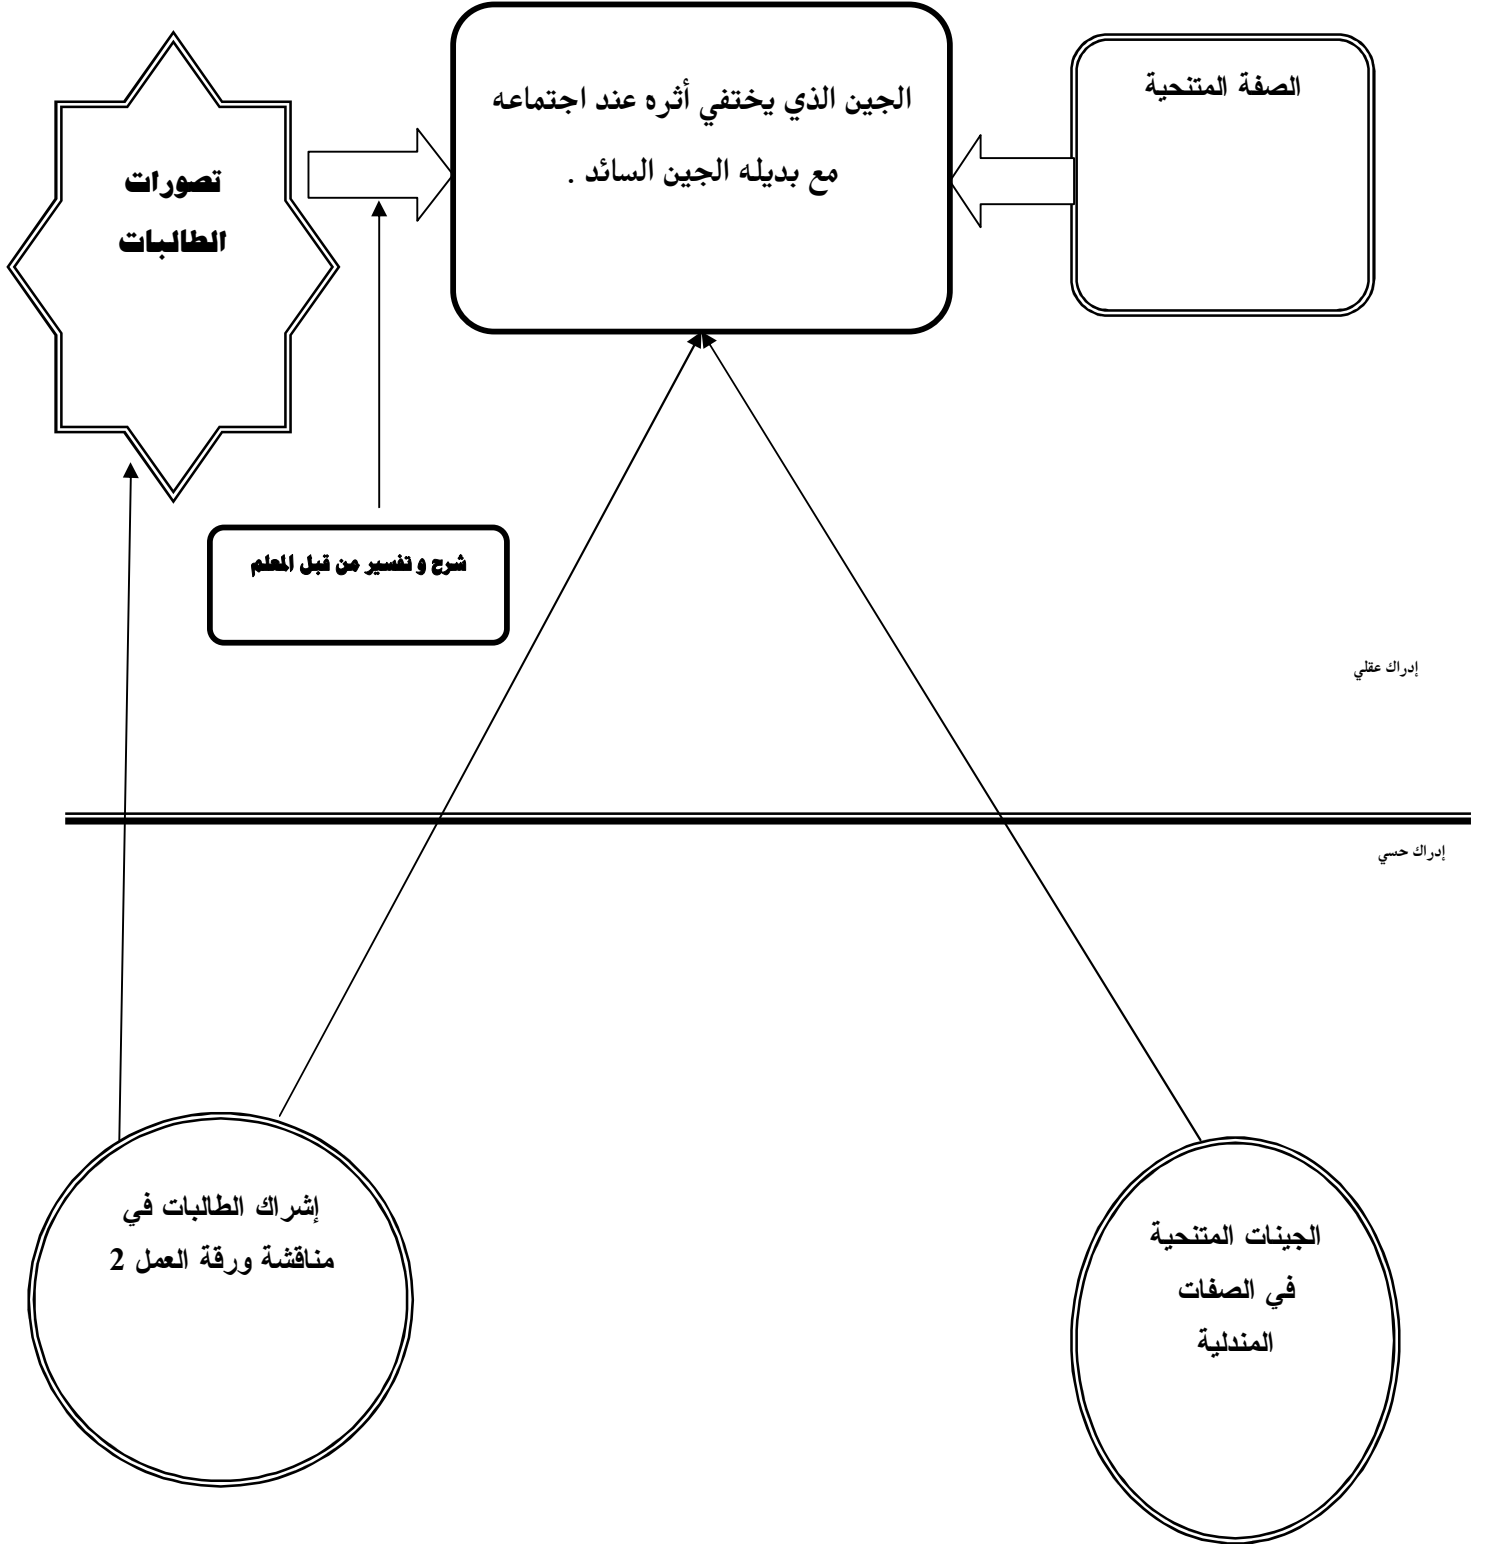 الصفة المتنحية
الجين الذي يختفي أثره عند اجتماعه
مع بديله الجين السائد .
تصورات
الطالبات
شرح و تفسير من قبل المعلم
إدراك عقلي
إدراك حسي
الجينات المتنحية
في الصفات
المندلية
إشراك الطالبات في
مناقشة ورقة العمل 2